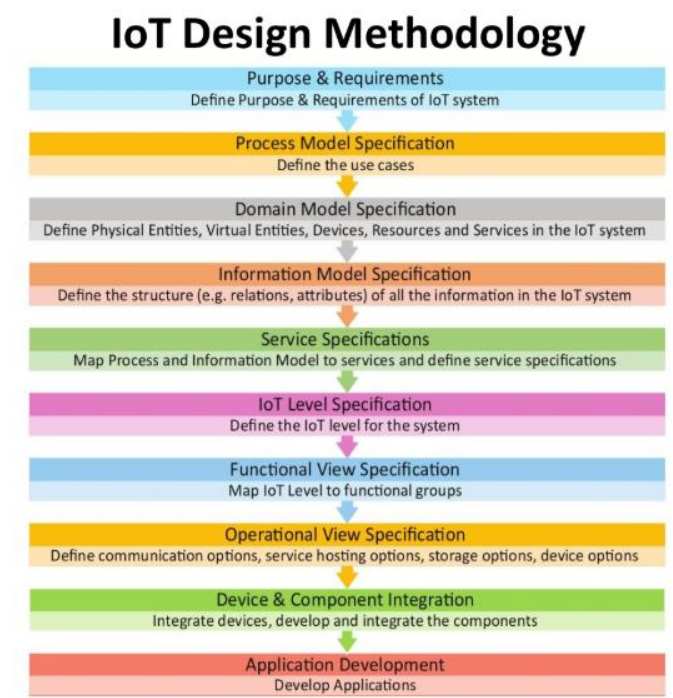 IoT Design Methodology
Purpose & Requirements
Define Purpose & Requirements of IoT system
Process Model Specification
Define the use cases
Domain Model Specification
Define Physical Entities, Virtual Entities, Devices, Resources and Services in the IoT system
Information Model Specification
Define the structure (e.g. relations, attributes) of all the information in the IoT system
Service Specifications
Map Process and Information Model to services and define service specifications
IoT Level Specification
Define the IoT level for the system
Functional View Specification
Map IoT Level to functional groups
Operational View Specification
Define communication options, service hosting options, storage options, device options
Device & Component Integration
Integrate devices, develop and integrate the components
Application Development
Develop Applications